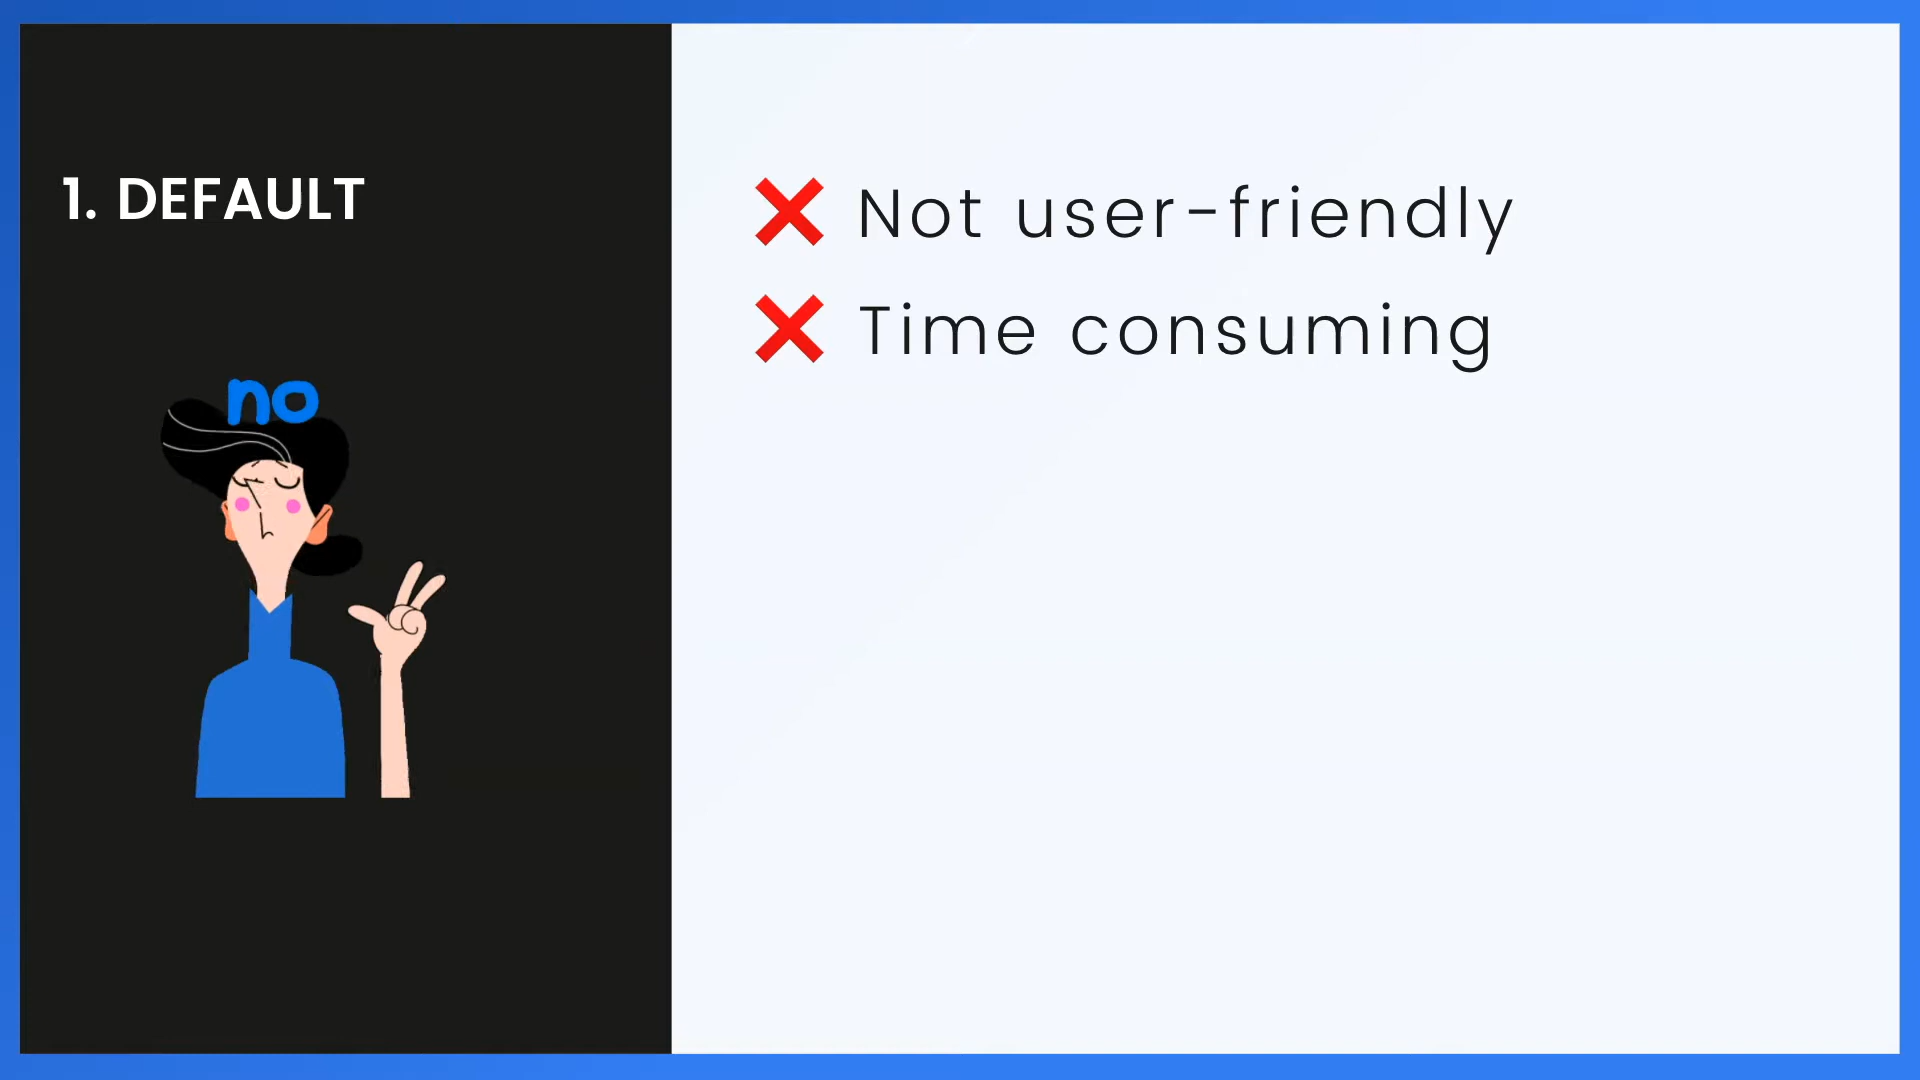 1. DEFAULT
no
❌ Not user-friendly
❌ Time consuming